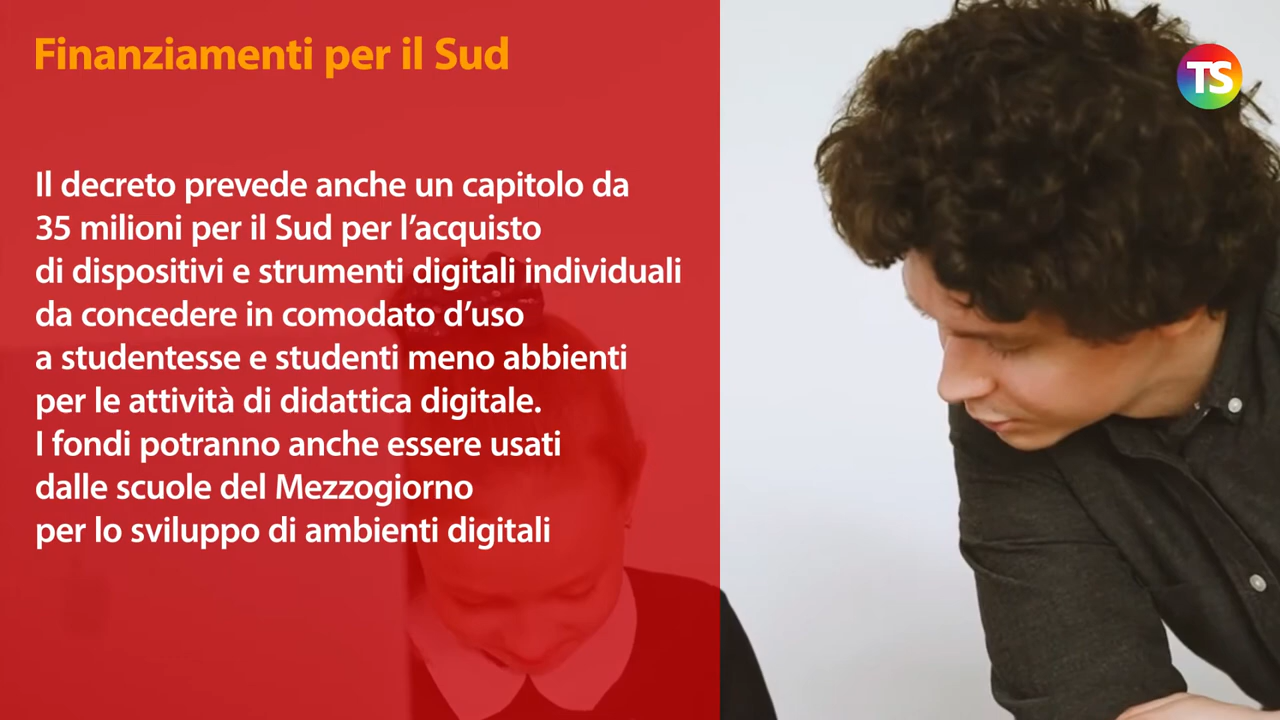 Finanziamenti per il Sud
TS
Il decreto prevede anche un capitolo da
35 milioni per il Sud per l’acquisto
di dispositivi e strumenti digitali individuali
da concedere in comodato d’uso
a studentesse e studenti meno abbienti
per le attività di didattica digitale.
I fondi potranno anche essere usati
dalle scuole del Mezzogiorno
per lo sviluppo di ambienti digitali